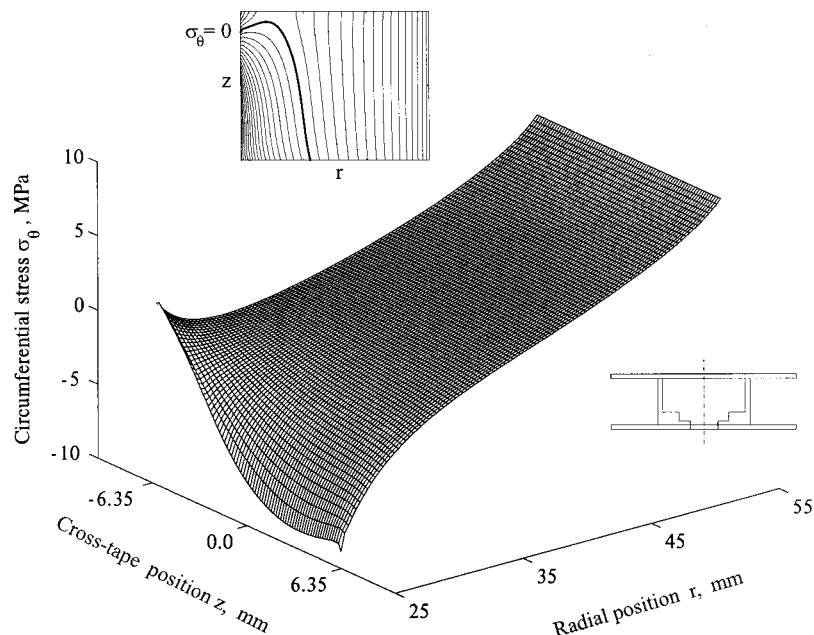 σθ = 0
z
r
Circumferential stress σθ , MPa
10
5
0
-5
-10
-6.35
0.0
6.35
Cross-tape position z, mm
25
35
45
55
Radial position r, mm